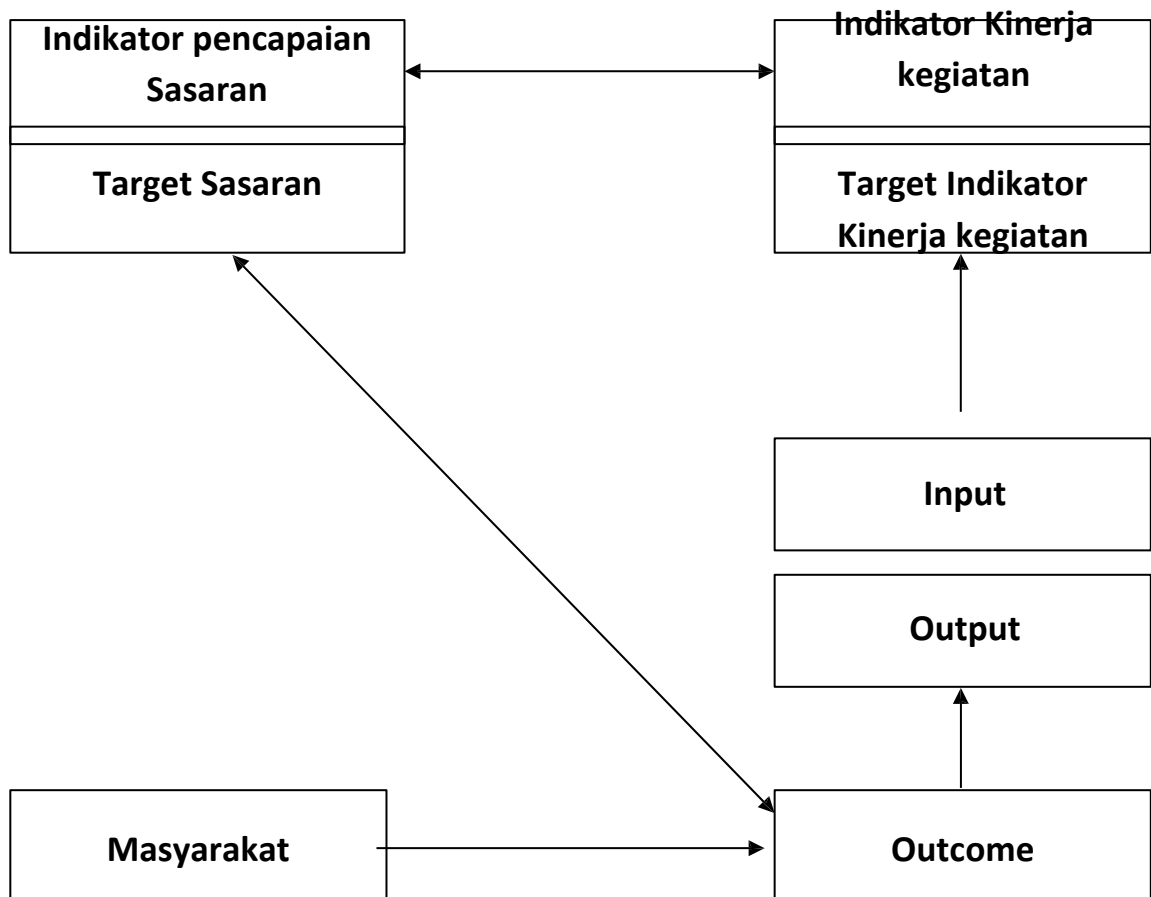 Indikator pencapaian
Sasaran
Target Sasaran
Indikator Kinerja
kegiatan
Target Indikator
Kinerja kegiatan
Input
Output
Masyarakat
Outcome